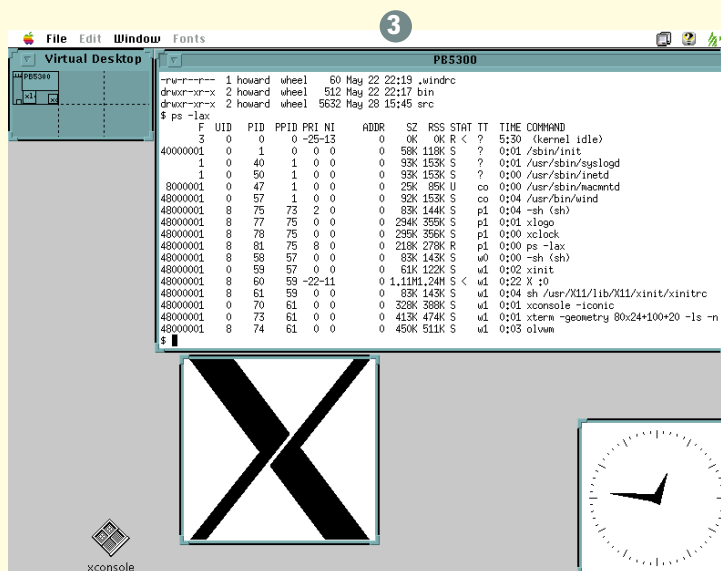 3
File Edit Window Fonts
Virtual Desktop
PB5300
PB5300
xl
x
-rw-r--r-- 1 howard wheel 60 May 22 22:19 .windrc
drwxr-xr-x 2 howard wheel 512 May 22 22:17 bin
drwxr-xr-x 2 howard wheel 5632 May 28 15:45 src
$ ps -lax
F UID PID PPID PRI NI ADDR SZ RSS STAT TT TIME COMMAND
3 0 0 0 -25-13 0 0K 0K R < ? 5:30 (kernel idle)
40000001 0 1 0 0 0 0 58K 118K S ? 0:01 /sbin/init
1 0 40 1 0 0 0 93K 153K S ? 0:01 /usr/sbin/syslogd
1 0 50 1 0 0 0 93K 153K S ? 0:00 /usr/sbin/inetd
8000001 0 47 1 0 0 0 25K 85K U co 0:00 /usr/sbin/macmntd
48000001 0 57 1 0 0 0 92K 153K S co 0:04 /usr/bin/wind
48000001 8 75 73 2 0 0 83K 144K S p1 0:04 -sh (sh)
48000001 8 77 75 0 0 0 294K 355K S p1 0:01 xlogo
48000001 8 78 75 0 0 0 295K 356K S p1 0:00 xclock
48000001 8 81 75 8 0 0 218K 278K R p1 0:00 ps -lax
48000001 8 58 57 0 0 0 83K 143K S w0 0:00 -sh (sh)
48000001 8 59 57 0 0 0 61K 122K S w1 0:02 xinit
48000001 8 60 59 -22-11 0 1.11M1.24M S < w1 0:22 X :0
48000001 8 61 59 0 0 0 83K 143K S w1 0:04 sh /usr/X11/lib/X11/xinit/xinitrc
48000001 0 70 61 0 0 0 328K 388K S w1 0:01 xconsole -iconic
48000001 0 73 61 0 0 0 413K 474K S w1 0:01 xterm -geometry 80x24+100+20 -ls -n
48000001 8 74 61 0 0 0 450K 511K S w1 0:03 olvwm
$
xconsole